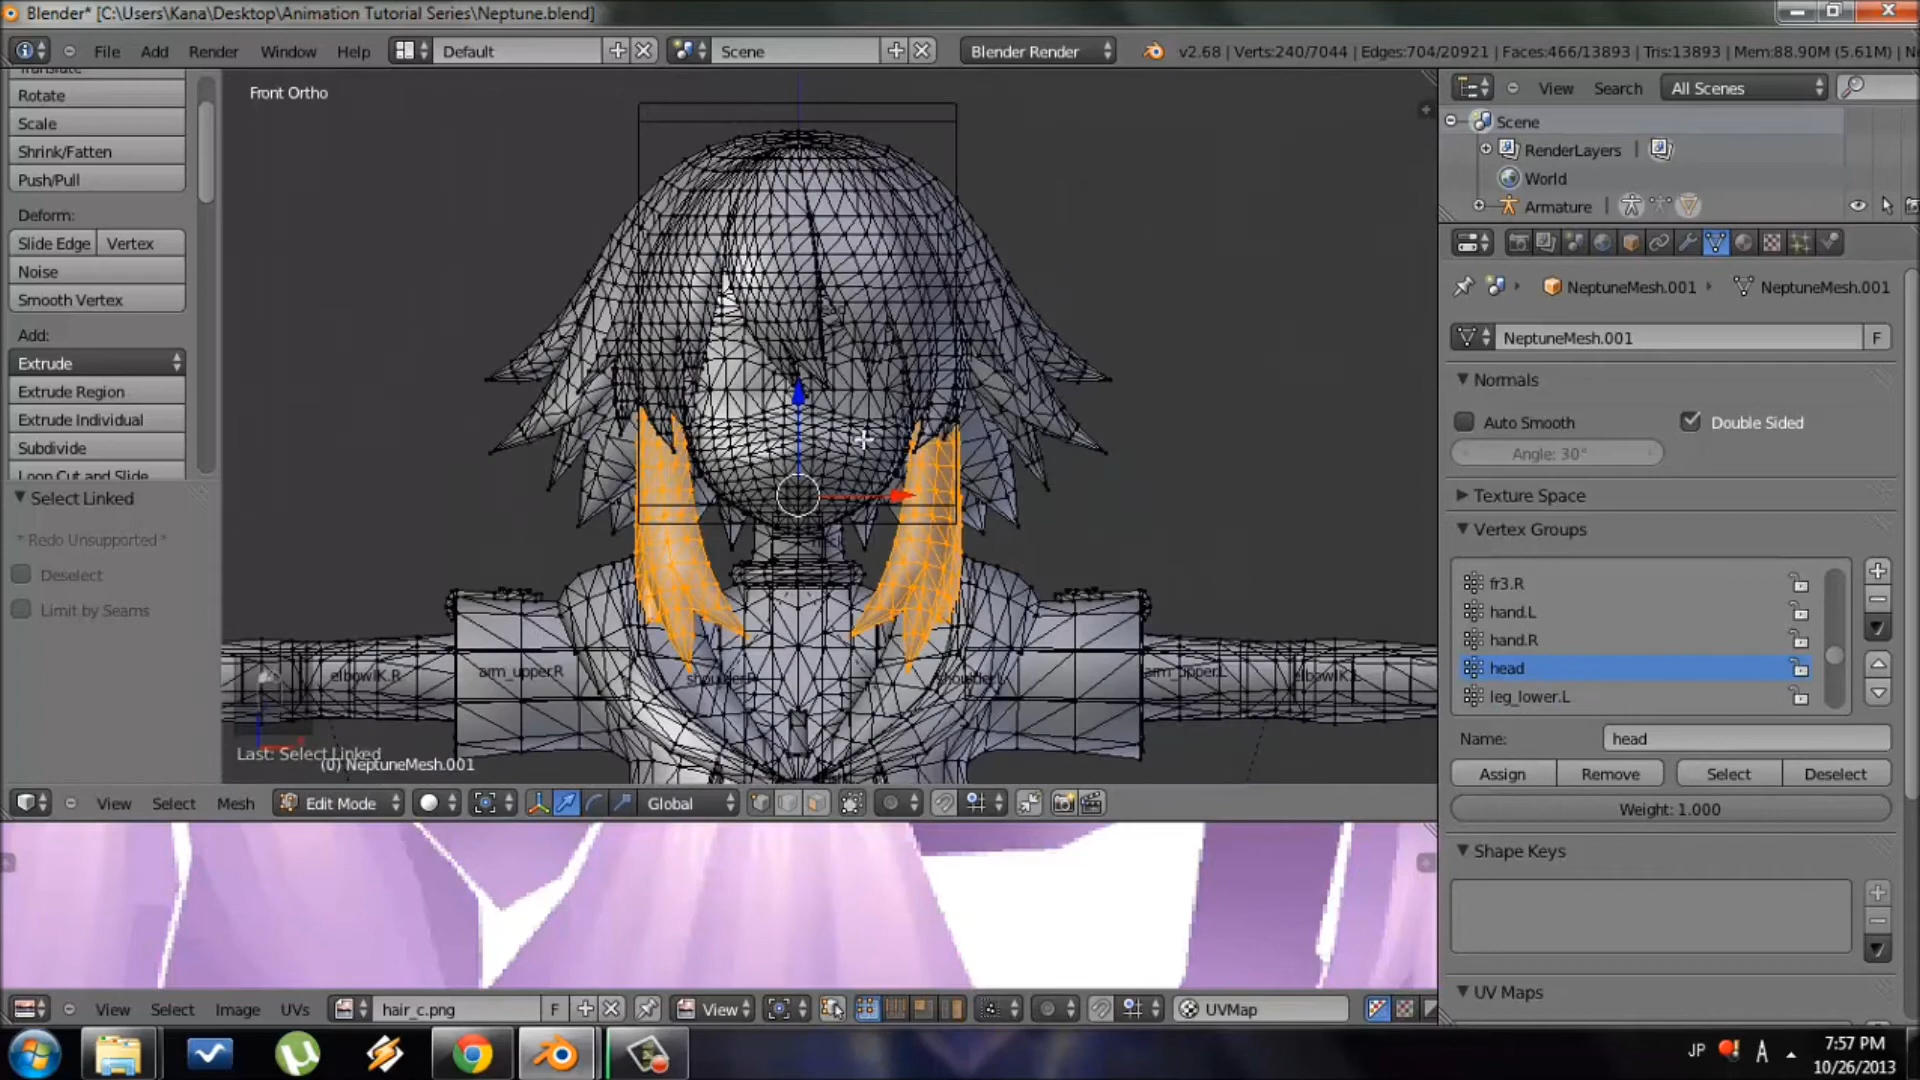 Blender* [C:\Users\Kana\Desktop\Animation Tutorial Series\Neptune.blend]
File Add Render Window Help Default Scene Blender Render v2.68 | Verts:240/7044 | Edges:704/20921 | Faces:466/13893 | Tris:13893 | Mem:88.90M (5.61M) |
Translate
Rotate
Scale
Shrink/Fatten
Push/Pull
Deform:
Slide Edge Vertex
Noise
Smooth Vertex
Add:
Extrude
Extrude Region
Extrude Individual
Subdivide
Loop Cut and Slide
Select Linked
* Redo Unsupported *
Deselect
Limit by Seams
Front Ortho
neck
elbowIK.R
arm_upper.R
shoulder.R
shoulder.L
arm_upper.L
elbowIK.L
Last: Select Linked
(0) NeptuneMesh.001
View Select Mesh Edit Mode Global
View Search All Scenes
Scene
RenderLayers
World
Armature
NeptuneMesh.001 NeptuneMesh.001
NeptuneMesh.001 F
Normals
Auto Smooth Double Sided
Angle: 30°
Texture Space
Vertex Groups
fr3.R
hand.L
hand.R
head
leg_lower.L
Name: head
Assign Remove Select Deselect
Weight: 1.000
Shape Keys
UV Maps
View Select Image UVs hair_c.png F View UVMap
JP A 7:57 PM
10/26/2013